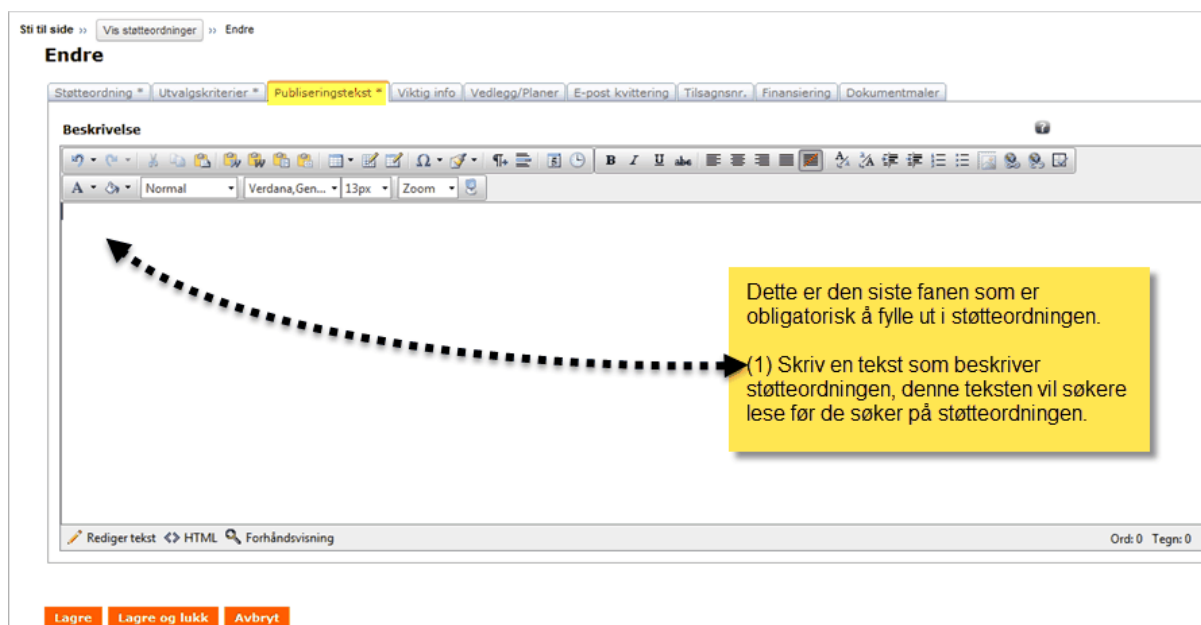 Sti til side ›› Vis støtteordninger ›› Endre
Endre
Støtteordning * Utvalgskriterier * Publiseringstekst * Viktig info Vedlegg/Planer E-post kvittering Tilsagnsnr. Finansiering Dokumentmaler
Beskrivelse
B I U abc
A Normal Verdana,Gen... 13px Zoom
Dette er den siste fanen som er
obligatorisk å fylle ut i støtteordningen.
(1) Skriv en tekst som beskriver
støtteordningen, denne teksten vil søkere
lese før de søker på støtteordningen.
Rediger tekst HTML Forhåndsvisning Ord: 0 Tegn: 0
Lagre Lagre og lukk Avbryt